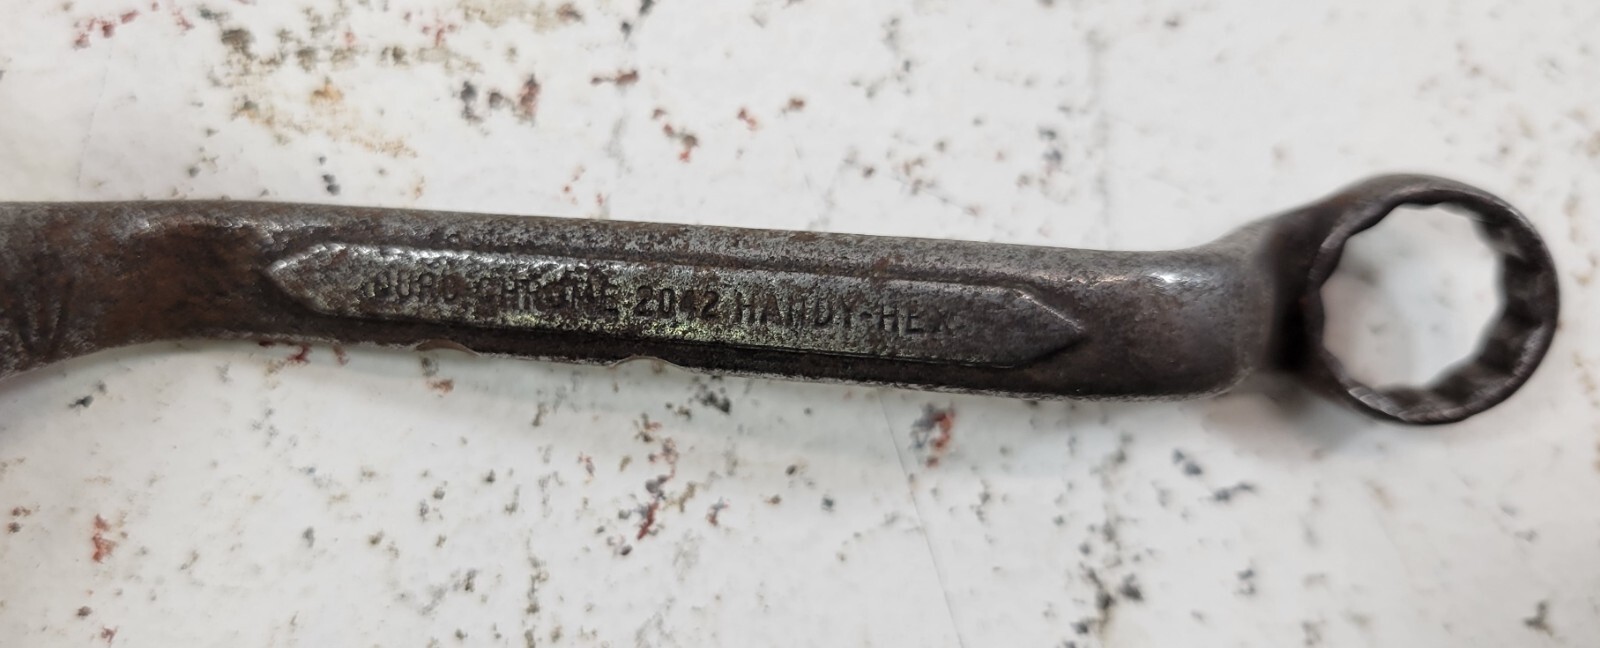 DURO-CHROME 2042 HANDY-HEX